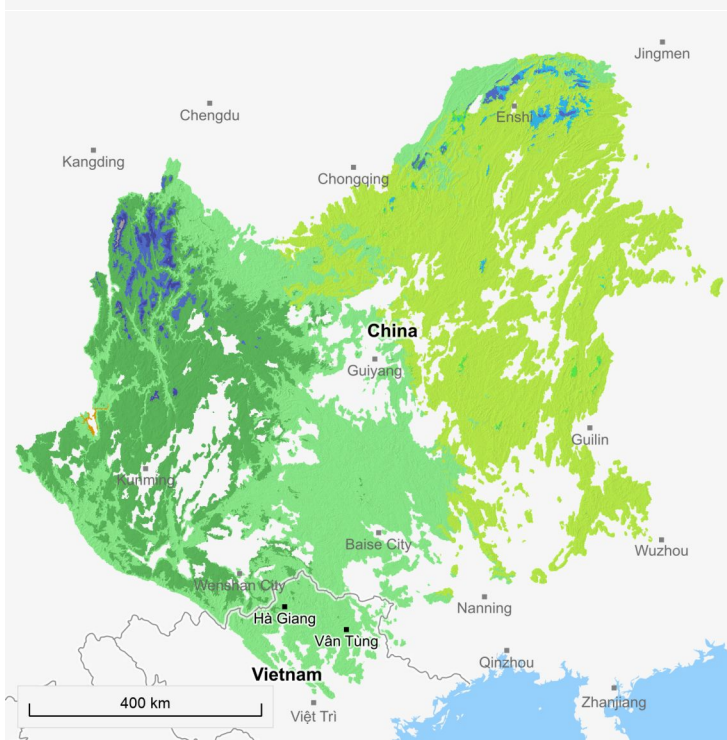 Jingmen
Chengdu
Enshi
Kangding
Chongqing
China
Guiyang
Guilin
Kunming
Baise City
Wuzhou
Wenshan City
Nanning
Hà Giang
Vân Tùng
Qinzhou
Vietnam
Zhanjiang
400 km
Việt Trì